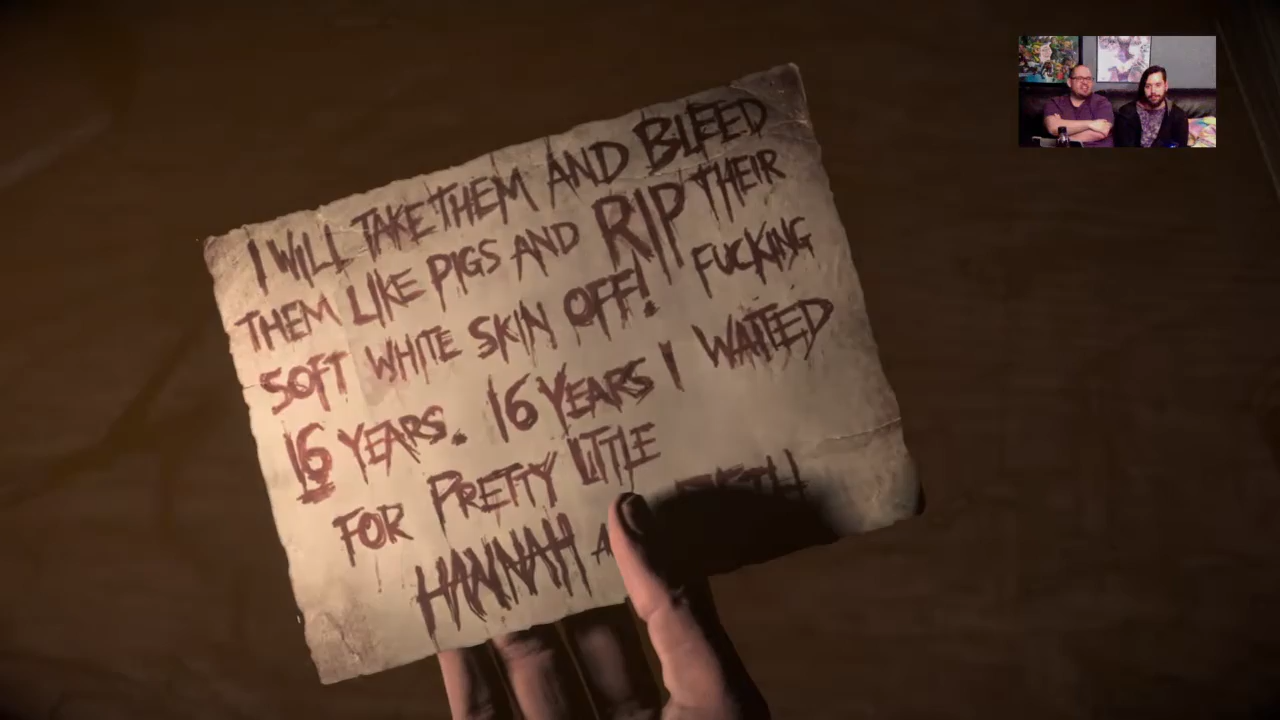 I WILL TAKE THEM AND BLEED
THEM LIKE PIGS AND RIP THEIR
SOFT WHITE SKIN OFF! FUCKING
16 YEARS. 16 YEARS I WAITED
FOR PRETTY LITTLE
HANNAH